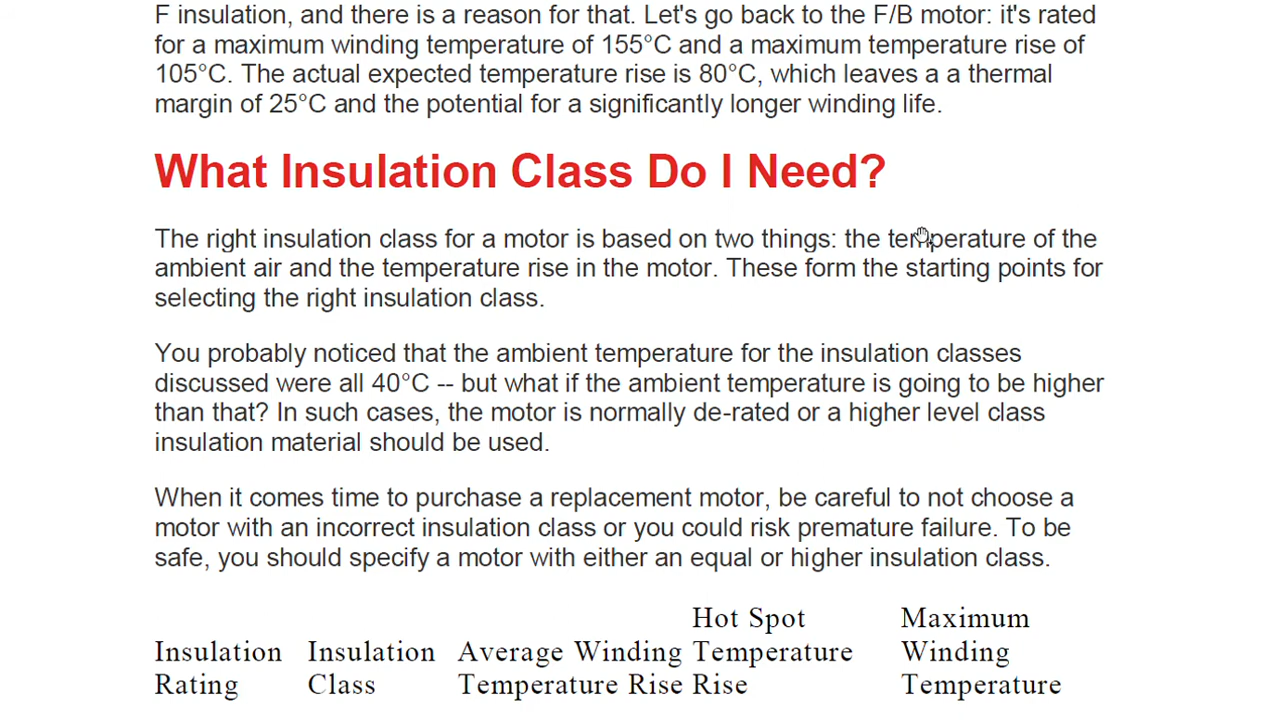 F insulation, and there is a reason for that. Let's go back to the F/B motor: it's rated
for a maximum winding temperature of 155°C and a maximum temperature rise of
105°C. The actual expected temperature rise is 80°C, which leaves a a thermal
margin of 25°C and the potential for a significantly longer winding life.
What Insulation Class Do I Need?
The right insulation class for a motor is based on two things: the temperature of the
ambient air and the temperature rise in the motor. These form the starting points for
selecting the right insulation class.
You probably noticed that the ambient temperature for the insulation classes
discussed were all 40°C -- but what if the ambient temperature is going to be higher
than that? In such cases, the motor is normally de-rated or a higher level class
insulation material should be used.
When it comes time to purchase a replacement motor, be careful to not choose a
motor with an incorrect insulation class or you could risk premature failure. To be
safe, you should specify a motor with either an equal or higher insulation class.
Hot Spot Maximum
Insulation Insulation Average Winding Temperature Winding
Rating Class Temperature Rise Rise Temperature